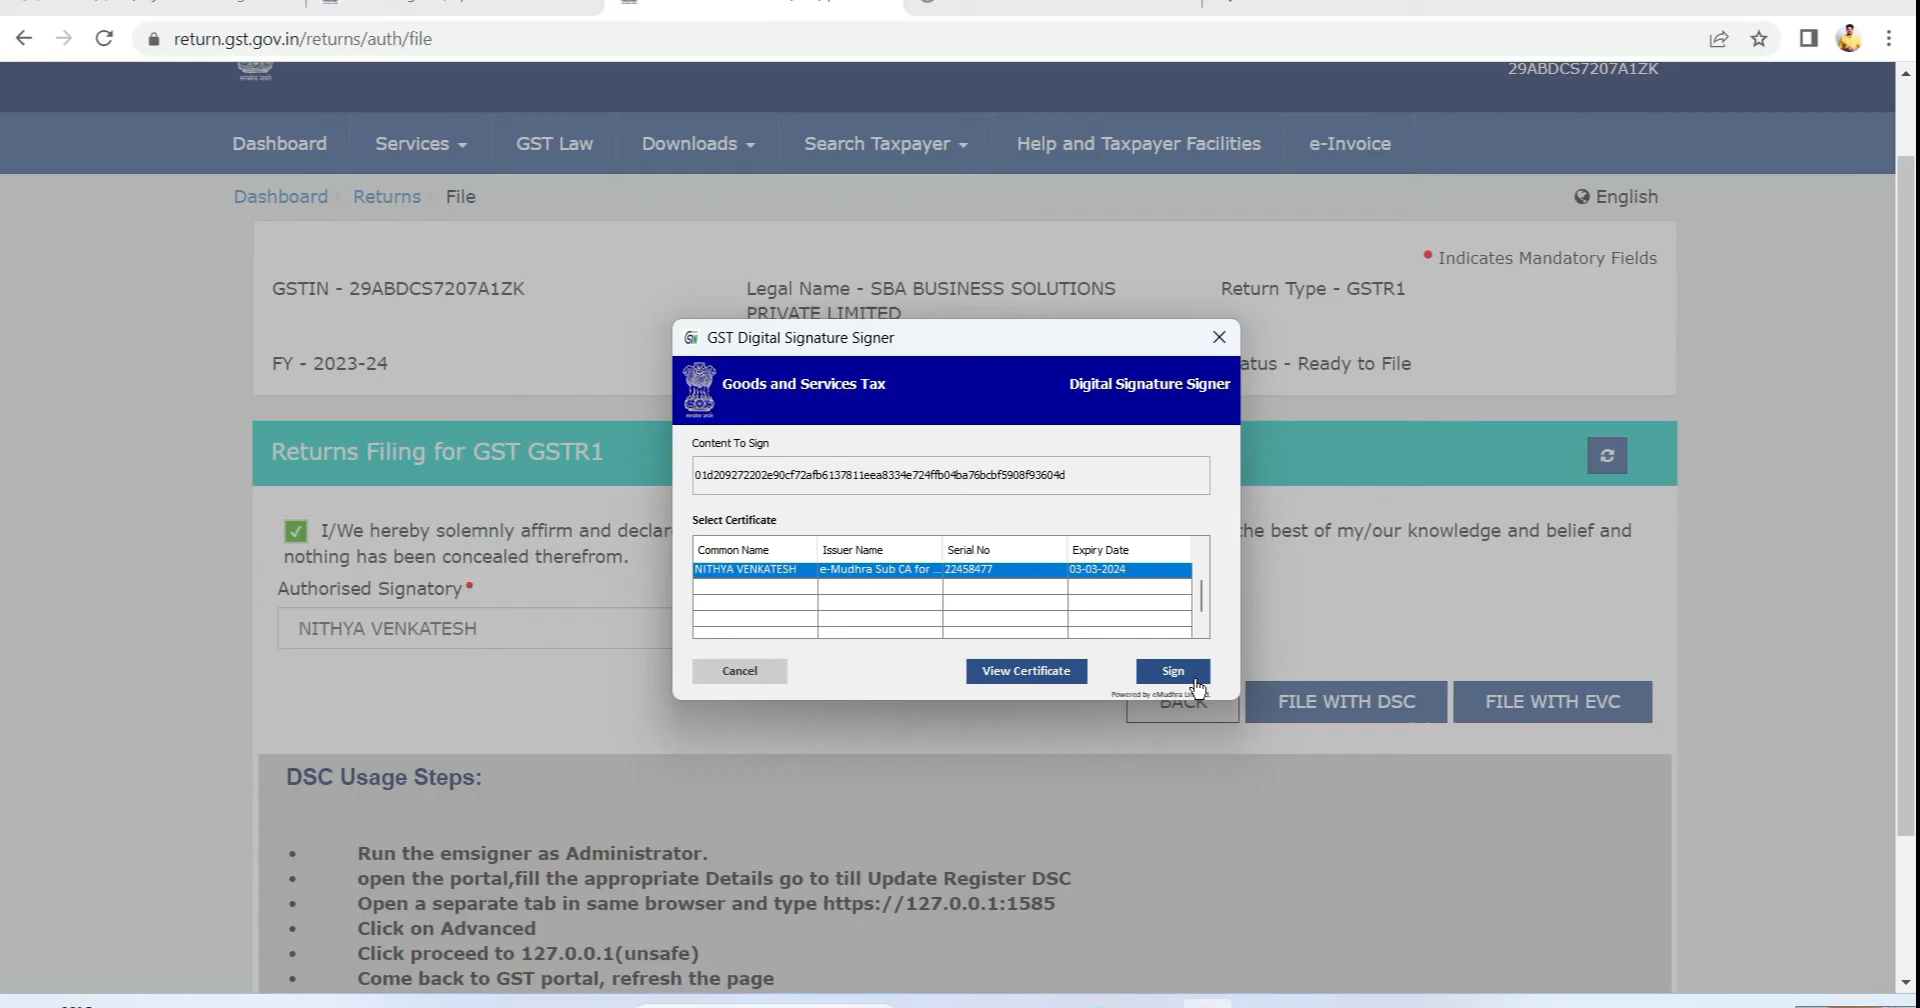 return.gst.gov.in/returns/auth/file
29ABDCS7207A1ZK
Dashboard Services GST Law Downloads Search Taxpayer Help and Taxpayer Facilities e-Invoice
Dashboard Returns File English
Indicates Mandatory Fields
GSTIN - 29ABDCS7207A1ZK Legal Name - SBA BUSINESS SOLUTIONS Return Type - GSTR1
PRIVATE LIMITED
FY - 2023-24 atus - Ready to File
GST Digital Signature Signer
Goods and Services Tax Digital Signature Signer
Content To Sign
01d209272202e90cf72afb6137811eea8334e724ffb04ba76bcbf5908f93604d
Select Certificate
Common Name Issuer Name Serial No Expiry Date
NITHYA VENKATESH e-Mudhra Sub CA for ... 22458477 03-03-2024
Cancel View Certificate Sign
Powered by eMudhra
Returns Filing for GST GSTR1
I/We hereby solemnly affirm and declar the best of my/our knowledge and belief and
nothing has been concealed therefrom.
Authorised Signatory
NITHYA VENKATESH
BACK FILE WITH DSC FILE WITH EVC
DSC Usage Steps:
• Run the emsigner as Administrator.
• open the portal,fill the appropriate Details go to till Update Register DSC
• Open a separate tab in same browser and type https://127.0.0.1:1585
• Click on Advanced
• Click proceed to 127.0.0.1(unsafe)
• Come back to GST portal, refresh the page